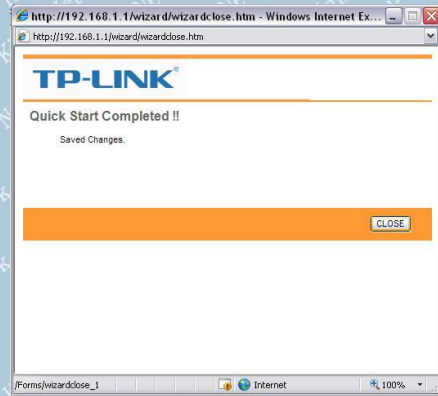 http://192.168.1.1/wizard/wizardclose.htm - Windows Internet Ex...
http://192.168.1.1/wizard/wizardclose.htm
TP-LINK®
Quick Start Completed !!
Saved Changes.
CLOSE
/Forms/wizardclose_1
Internet
100%